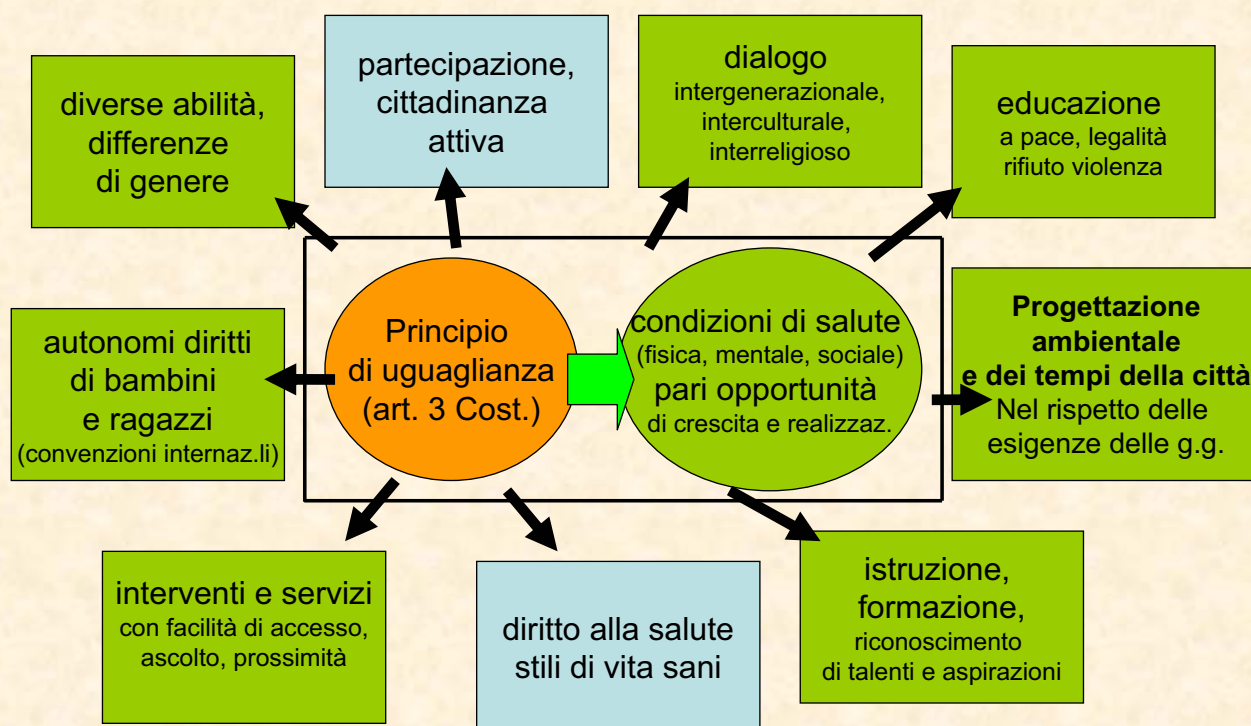 diverse abilità,
differenze
di genere
partecipazione,
cittadinanza
attiva
dialogo
intergenerazionale,
interculturale,
interreligioso
educazione
a pace, legalità
rifiuto violenza
autonomi diritti
di bambini
e ragazzi
(convenzioni internaz.li)
Principio
di uguaglianza
(art. 3 Cost.)
condizioni di salute
(fisica, mentale, sociale)
pari opportunità
di crescita e realizzaz.
Progettazione
ambientale
e dei tempi della città
Nel rispetto delle
esigenze delle g.g.
interventi e servizi
con facilità di accesso,
ascolto, prossimità
diritto alla salute
stili di vita sani
istruzione,
formazione,
riconoscimento
di talenti e aspirazioni